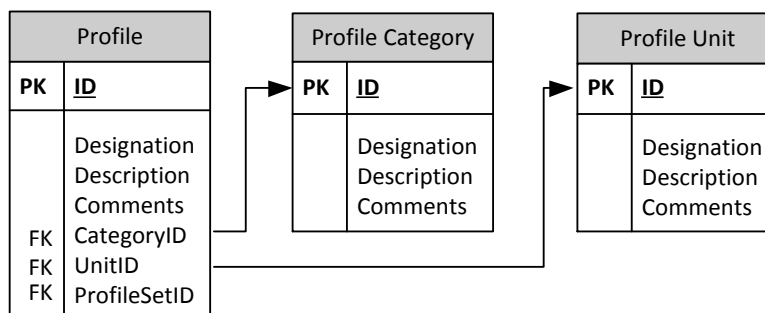 Profile
PK ID
Designation
Description
Comments
FK CategoryID
FK UnitID
FK ProfileSetID
Profile Category
PK ID
Designation
Description
Comments
Profile Unit
PK ID
Designation
Description
Comments